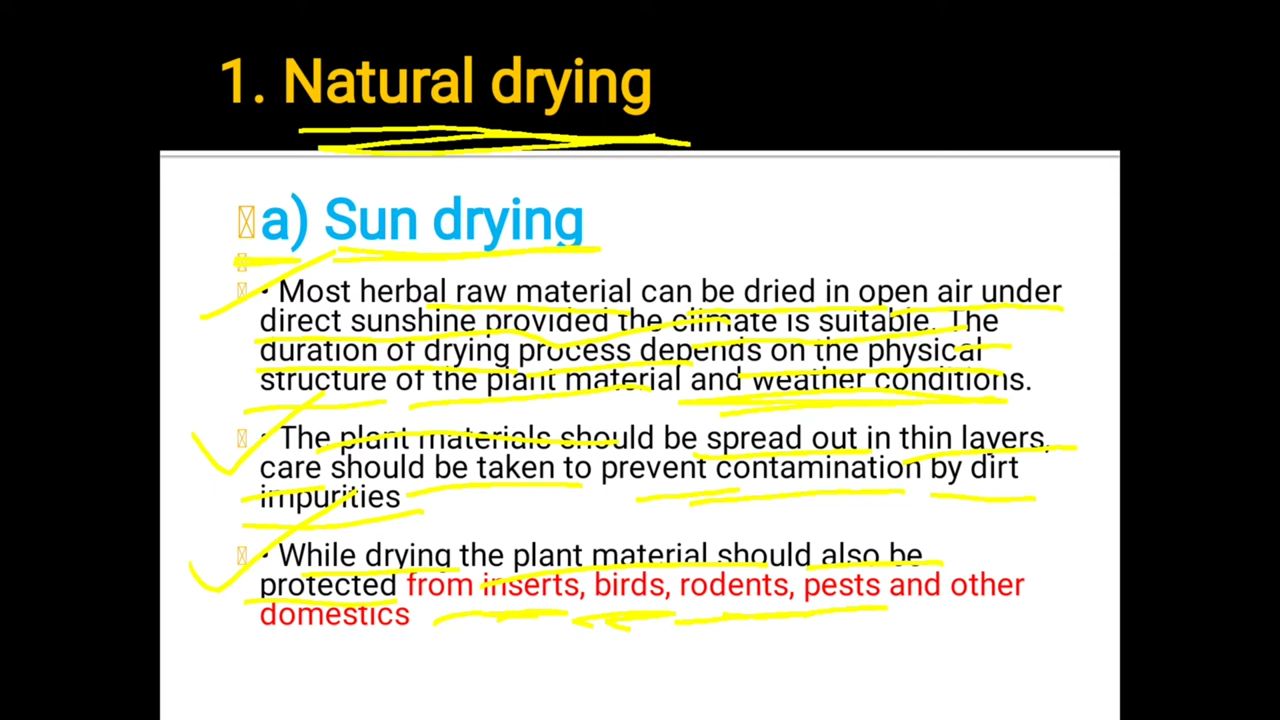 1. Natural drying
a) Sun drying
• Most herbal raw material can be dried in open air under
direct sunshine provided the climate is suitable. The
duration of drying process depends on the physical
structure of the plant material and weather conditions.
• The plant materials should be spread out in thin layers,
care should be taken to prevent contamination by dirt
impurities
• While drying the plant material should also be
protected from inserts, birds, rodents, pests and other
domestics